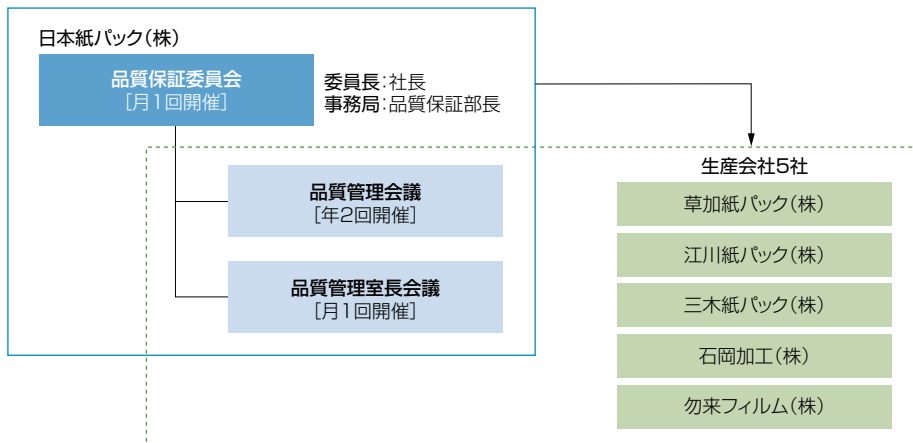 日本紙パック(株)
品質保証委員会
[月1回開催]
委員長:社長
事務局:品質保証部長
品質管理会議
[年2回開催]
品質管理室長会議
[月1回開催]
生産会社5社
草加紙パック(株)
江川紙パック(株)
三木紙パック(株)
石岡加工(株)
勿来フィルム(株)